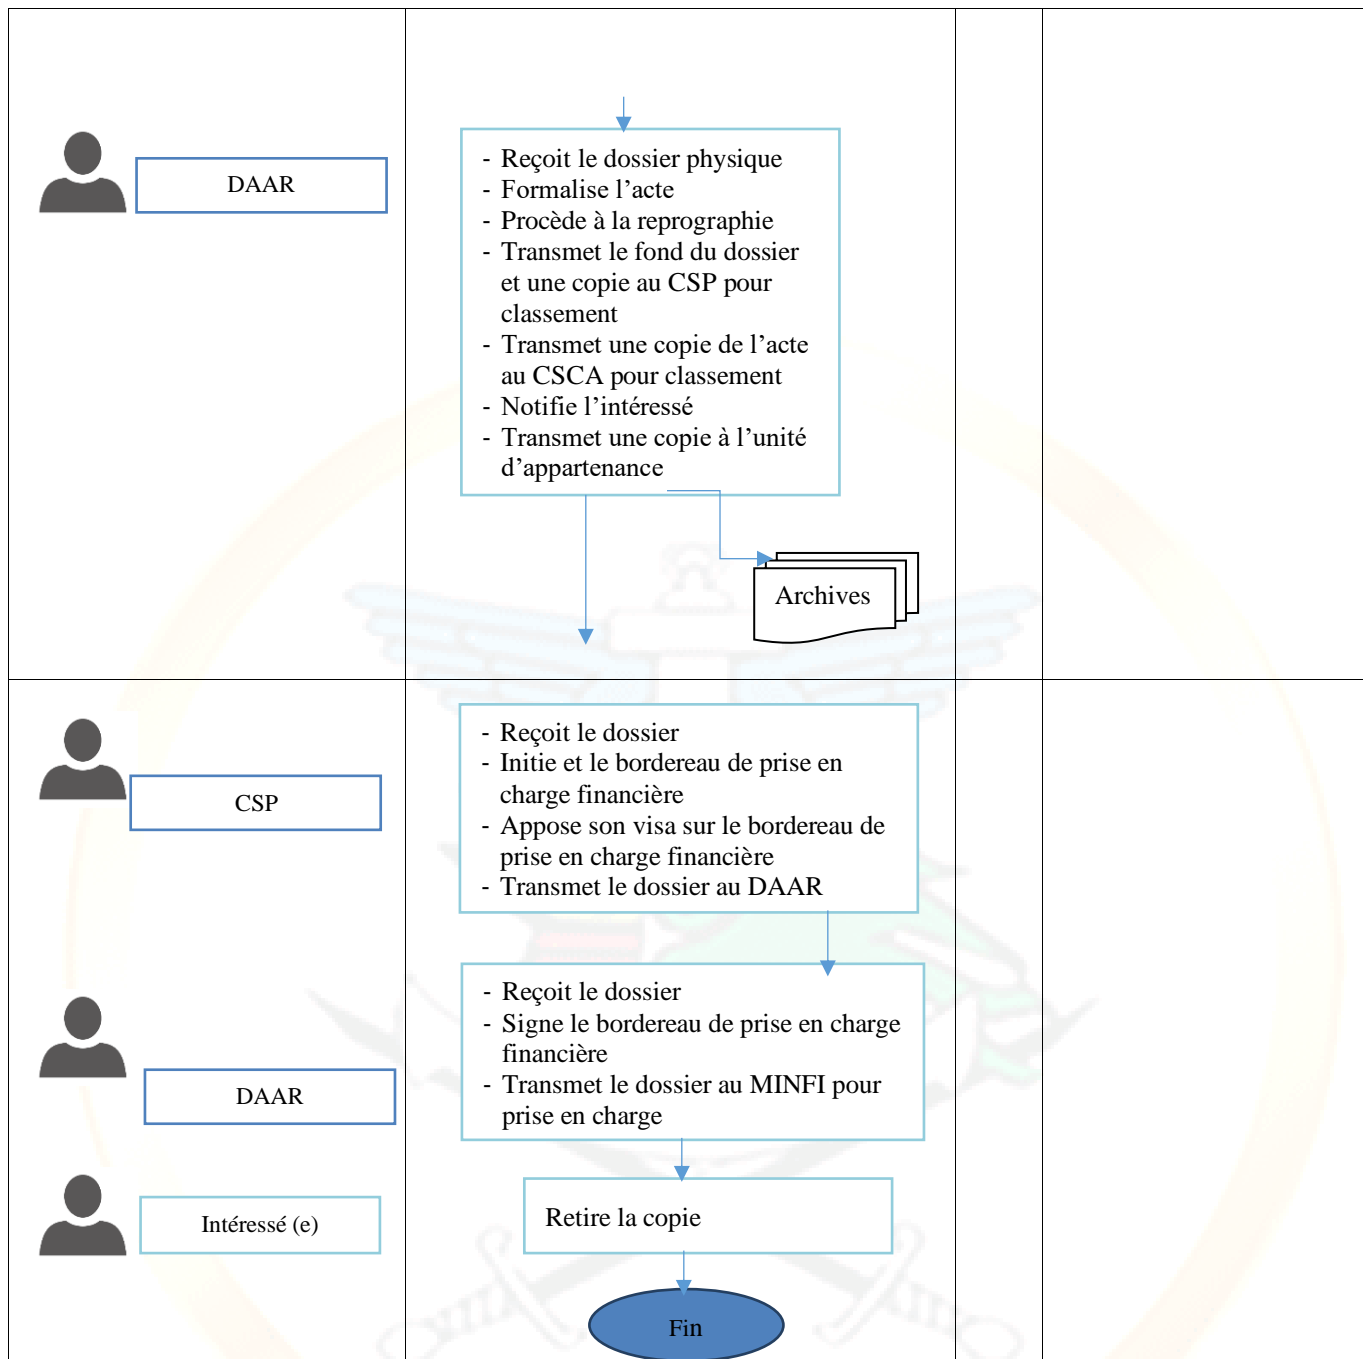 DAAR
- Reçoit le dossier physique
- Formalise l’acte
- Procède à la reprographie
- Transmet le fond du dossier
et une copie au CSP pour
classement
- Transmet une copie de l’acte
au CSCA pour classement
- Notifie l’intéressé
- Transmet une copie à l’unité
d’appartenance
Archives
CSP
- Reçoit le dossier
- Initie et le bordereau de prise en
charge financière
- Appose son visa sur le bordereau de
prise en charge financière
- Transmet le dossier au DAAR
DAAR
- Reçoit le dossier
- Signe le bordereau de prise en charge
financière
- Transmet le dossier au MINFI pour
prise en charge
Intéressé (e)
Retire la copie
Fin